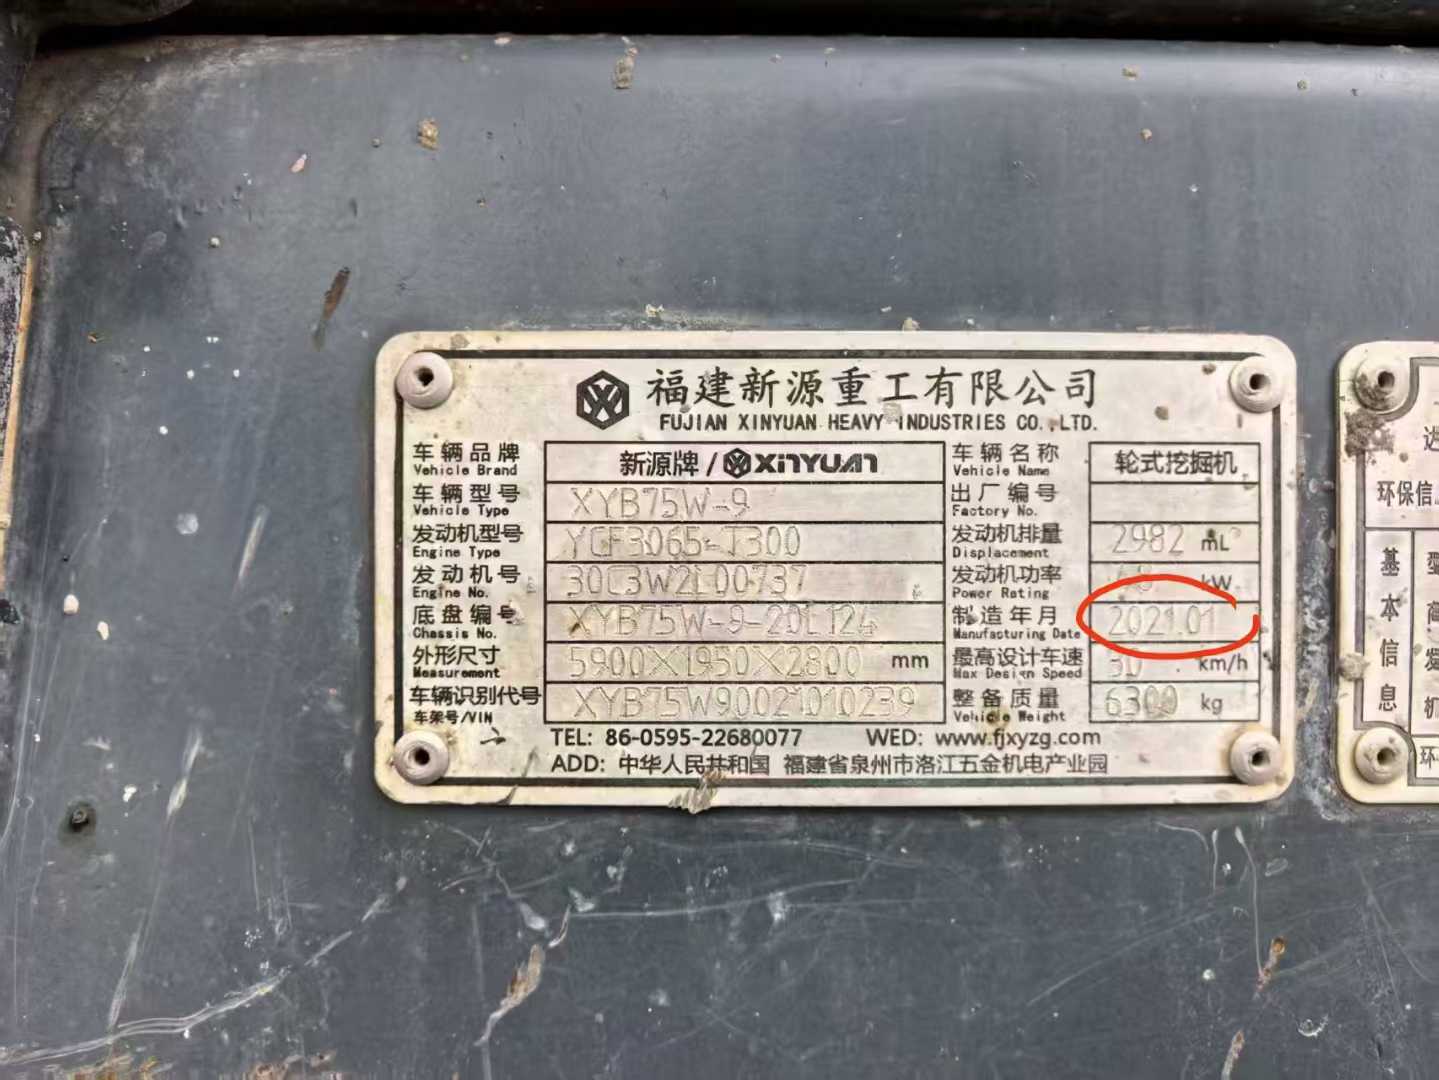 福建新源重工有限公司
FUJIAN XINYUAN HEAVY INDUSTRIES CO.,LTD.
车辆品牌 新源牌/XINYUAN 车辆名称 轮式挖掘机
Vehicle Brand Vehicle Name
车辆型号 XYB75W-9 出厂编号
Vehicle Type Factory No.
发动机型号 YCF3065-T300 发动机排量 2982 mL
Engine Type Displacement
发动机号 30C3W2L00737 发动机功率 kW
Engine No. Power Rating
底盘编号 XYB75W-9-20L124 制造年月 2021.01
Chassis No. Manufacturing Date
外形尺寸 5900X1950X2800 mm 最高设计车速 30 km/h
Measurement Max Design Speed
车辆识别代号 XYB75W90021010239 整备质量 6300 kg
车架号/VIN Vehicle Weight
TEL: 86-0595-22680077 WED: www.fjxyzg.com
ADD: 中华人民共和国 福建省泉州市洛江五金机电产业园
环保信
基本信息